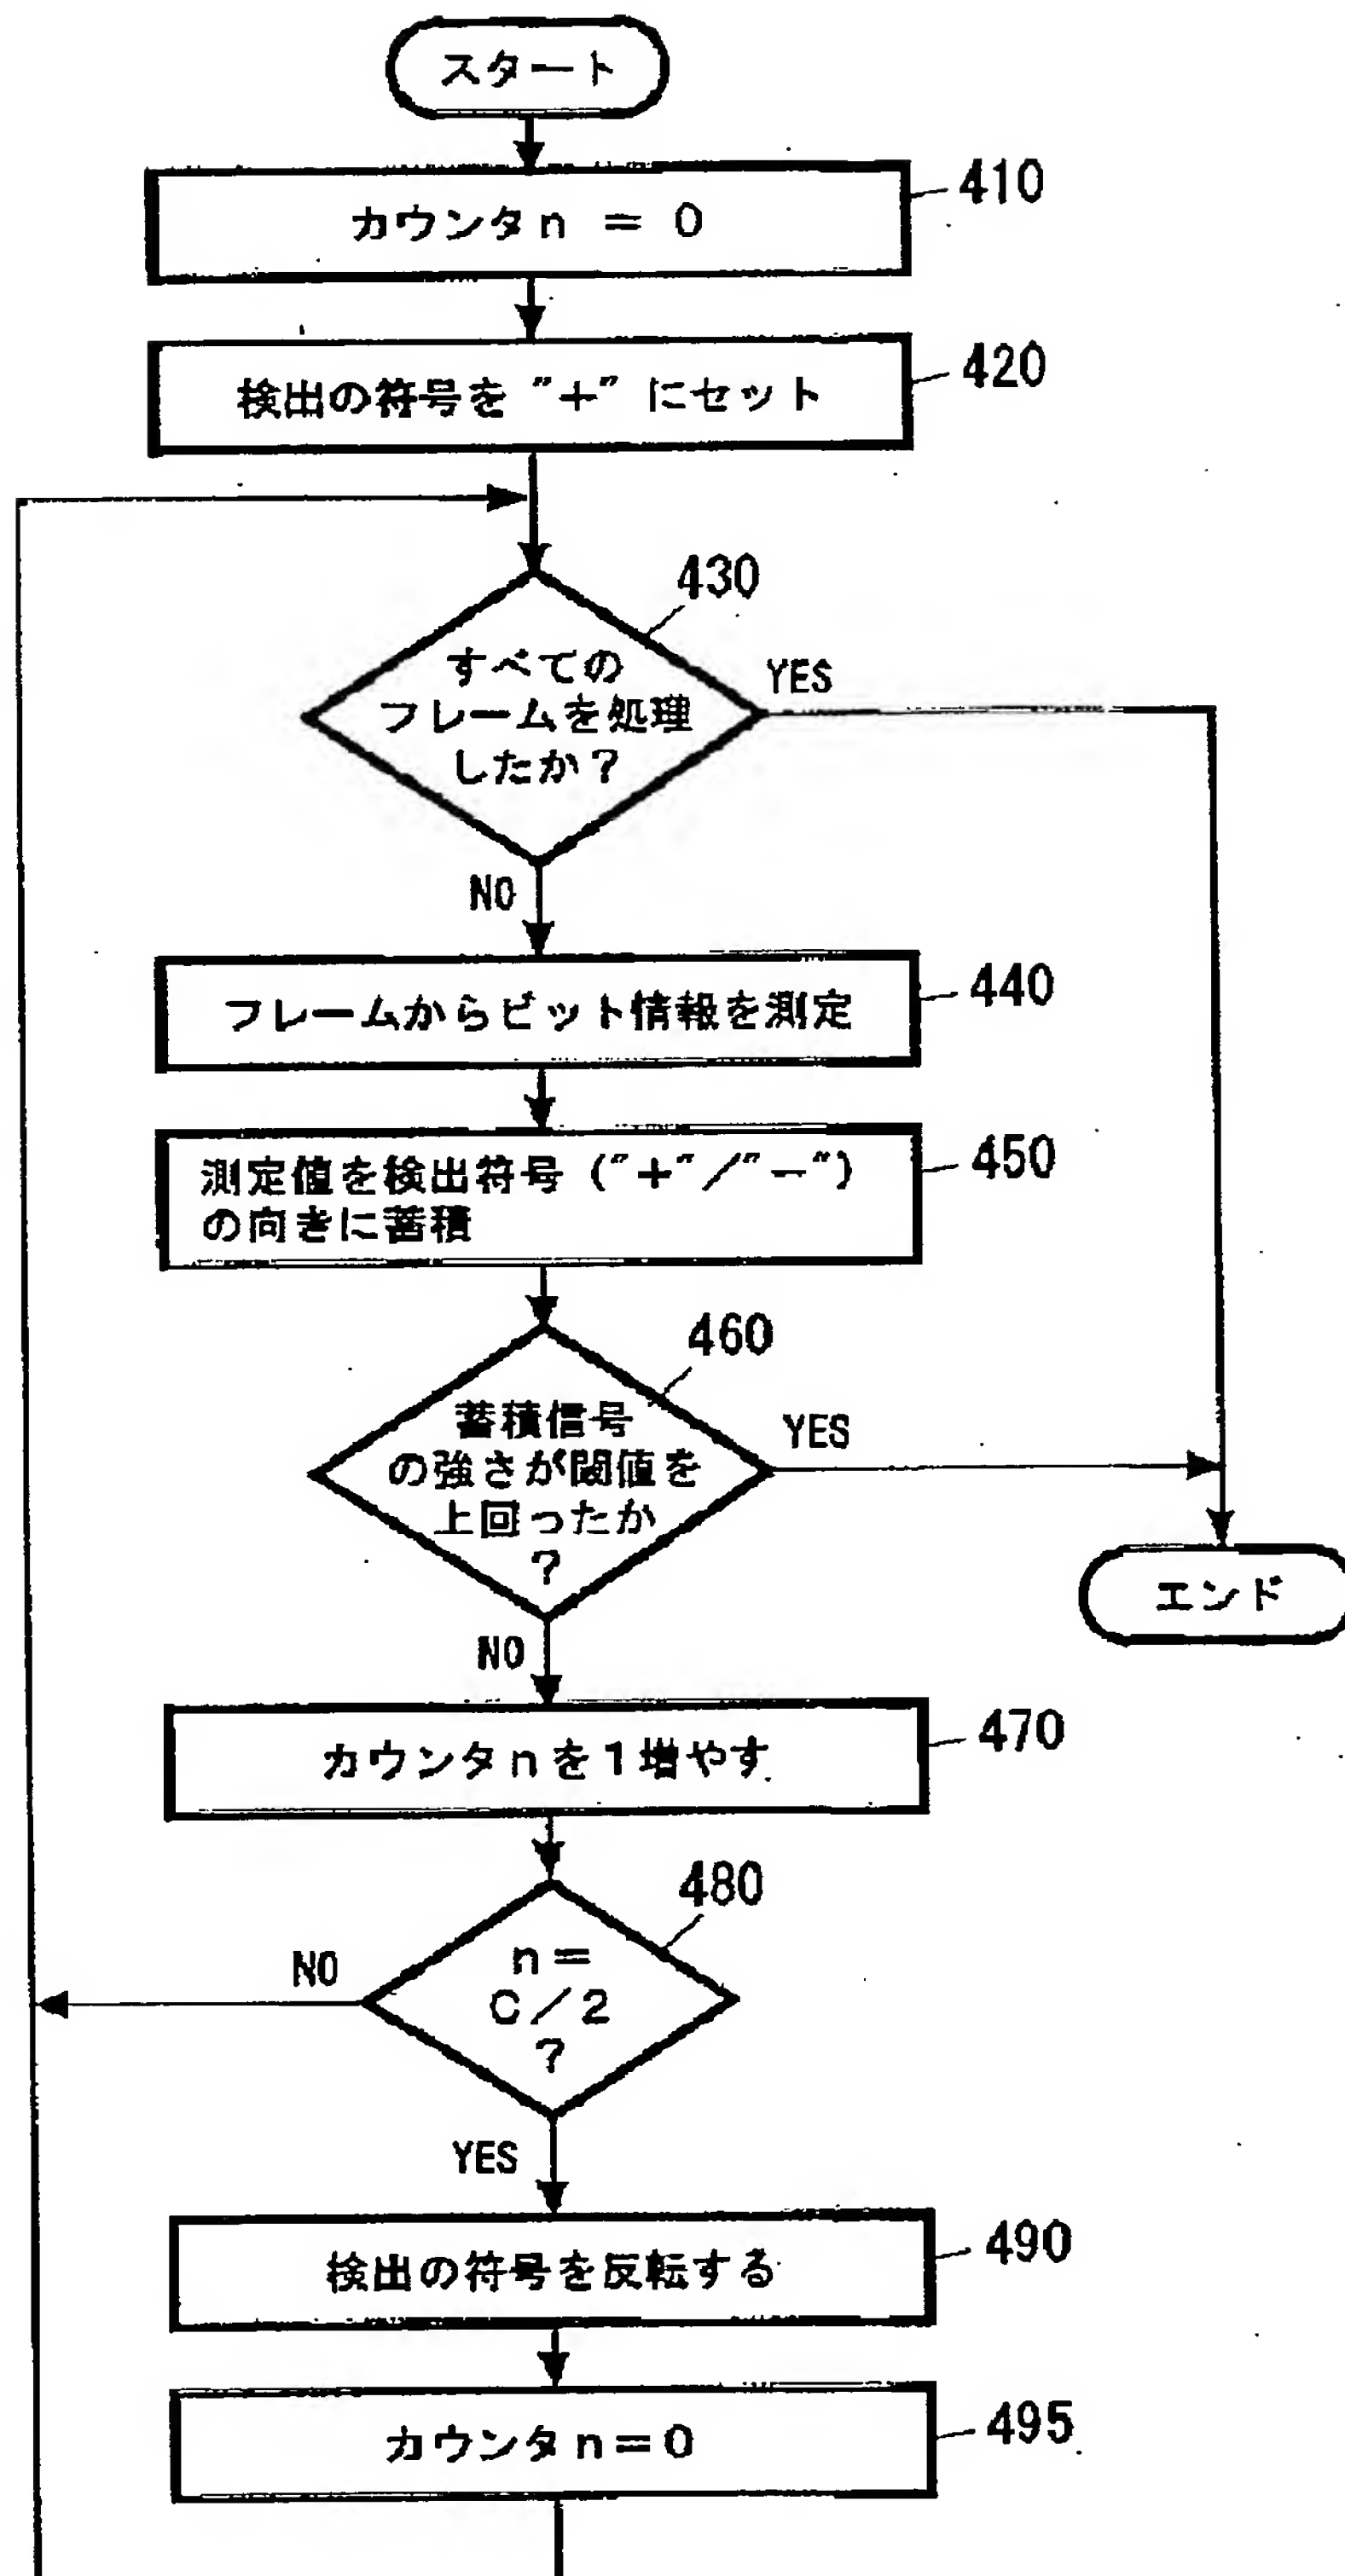 スタート
カウンタn = 0
410
検出の符号を "+" にセット
420
430
すべての
フレームを処理
したか?
YES
NO
フレームからビット情報を測定
440
測定値を検出符号 ("+"/"−")
の向きに蓄積
450
460
蓄積信号
の強さが閾値を
上回ったか
?
YES
エンド
NO
カウンタnを1増やす
470
480
n=
C/2
?
NO
YES
検出の符号を反転する
490
カウンタn=0
495